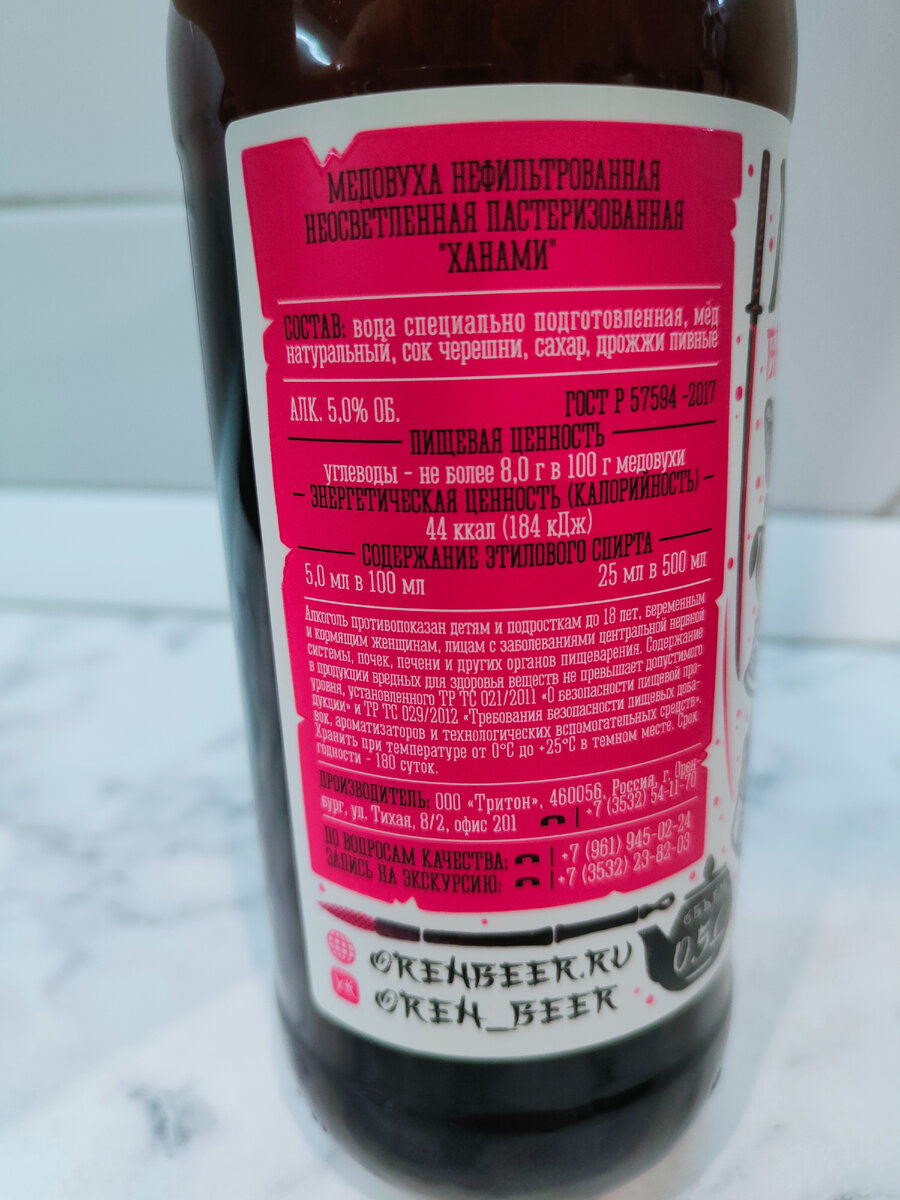 МЕДОВУХА НЕФИЛЬТРОВАННАЯ
НЕОСВЕТЛЕННАЯ ПАСТЕРИЗОВАННАЯ
"ХАНАМИ"
СОСТАВ: вода специально подготовленная, мёд
натуральный, сок черешни, сахар, дрожжи пивные
АЛК. 5,0% ОБ.
ГОСТ Р 57594 -2017
ПИЩЕВАЯ ЦЕННОСТЬ
углеводы - не более 8,0 г в 100 г медовухи
ЭНЕРГЕТИЧЕСКАЯ ЦЕННОСТЬ (КАЛОРИЙНОСТЬ)
44 ккал (184 кДж)
СОДЕРЖАНИЕ ЭТИЛОВОГО СПИРТА
5,0 мл в 100 мл
25 мл в 500 мл
Алкоголь противопоказан детям и подросткам до 18 лет, беременным
и кормящим женщинам, лицам с заболеваниями центральной нервной
системы, почек, печени и других органов пищеварения. Содержание
в продукции вредных для здоровья веществ не превышает допустимого
уровня, установленного ТР ТС 021/2011 «О безопасности пищевой про-
дукции» и ТР ТС 029/2012 «Требования безопасности пищевых доба-
вок, ароматизаторов и технологических вспомогательных средств».
Хранить при температуре от 0°С до +25°С в темном месте. Срок
годности - 180 суток.
ПРОИЗВОДИТЕЛЬ: ООО «Тритон», 460056, Россия, г. Орен-
бург, ул. Тихая, 8/2, офис 201
+7 (3532) 54-11-70
ПО ВОПРОСАМ КАЧЕСТВА: +7 (961) 945-02-24
ЗАПИСЬ НА ЭКСКУРСИЮ: +7 (3532) 23-82-03
ОБЪЕМ
0.5L
ORENBEER.RU
OREN_BEER